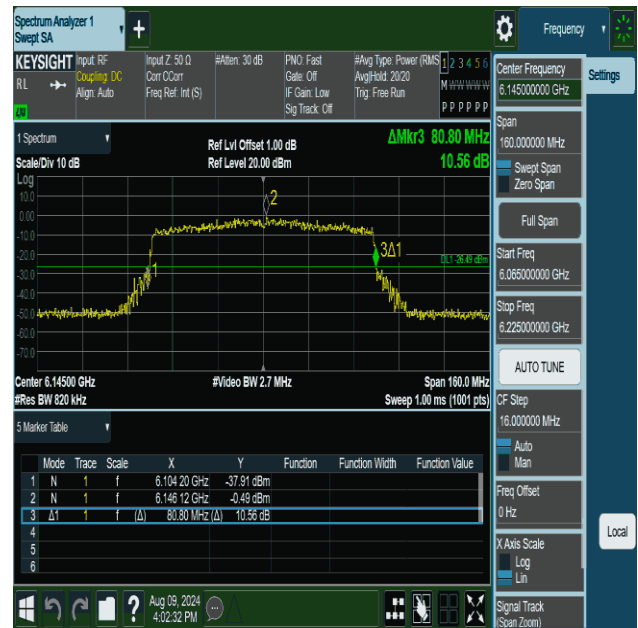 Spectrum Analyzer 1
Swept SA
+
Frequency
KEYSIGHT
RL
Input: RF
Coupling: DC
Align: Auto
Input Z: 50 Ω
Corr CCorr
Freq Ref: Int (S)
#Atten: 30 dB
PNO: Fast
Gate: Off
IF Gain: Low
Sig Track: Off
#Avg Type: Power (RMS
Avg|Hold: 20/20
Trig: Free Run
1 2 3 4 5 6
M W W W W W
P P P P P P
1 Spectrum
Scale/Div 10 dB
Ref Lvl Offset 1.00 dB
Ref Level 20.00 dBm
ΔMkr3 80.80 MHz
10.56 dB
Log
10.0
0.00
-10.0
-20.0
-30.0
-40.0
-50.0
-60.0
-70.0
2
3Δ1
1
DL1 -26.49 dBm
Center 6.14500 GHz
#Res BW 820 kHz
#Video BW 2.7 MHz
Span 160.0 MHz
Sweep 1.00 ms (1001 pts)
5 Marker Table
Mode Trace Scale X Y Function Function Width Function Value
1 N 1 f 6.104 20 GHz -37.91 dBm
2 N 1 f 6.146 12 GHz -0.49 dBm
3 Δ1 1 f (Δ) 80.80 MHz (Δ) 10.56 dB
4
5
6
Aug 09, 2024
4:02:32 PM
?
Center Frequency
6.145000000 GHz
Settings
Span
160.000000 MHz
Swept Span
Zero Span
Full Span
Start Freq
6.065000000 GHz
Stop Freq
6.225000000 GHz
AUTO TUNE
CF Step
16.000000 MHz
Auto
Man
Freq Offset
0 Hz
X Axis Scale
Log
Lin
Local
Signal Track
(Span Zoom)